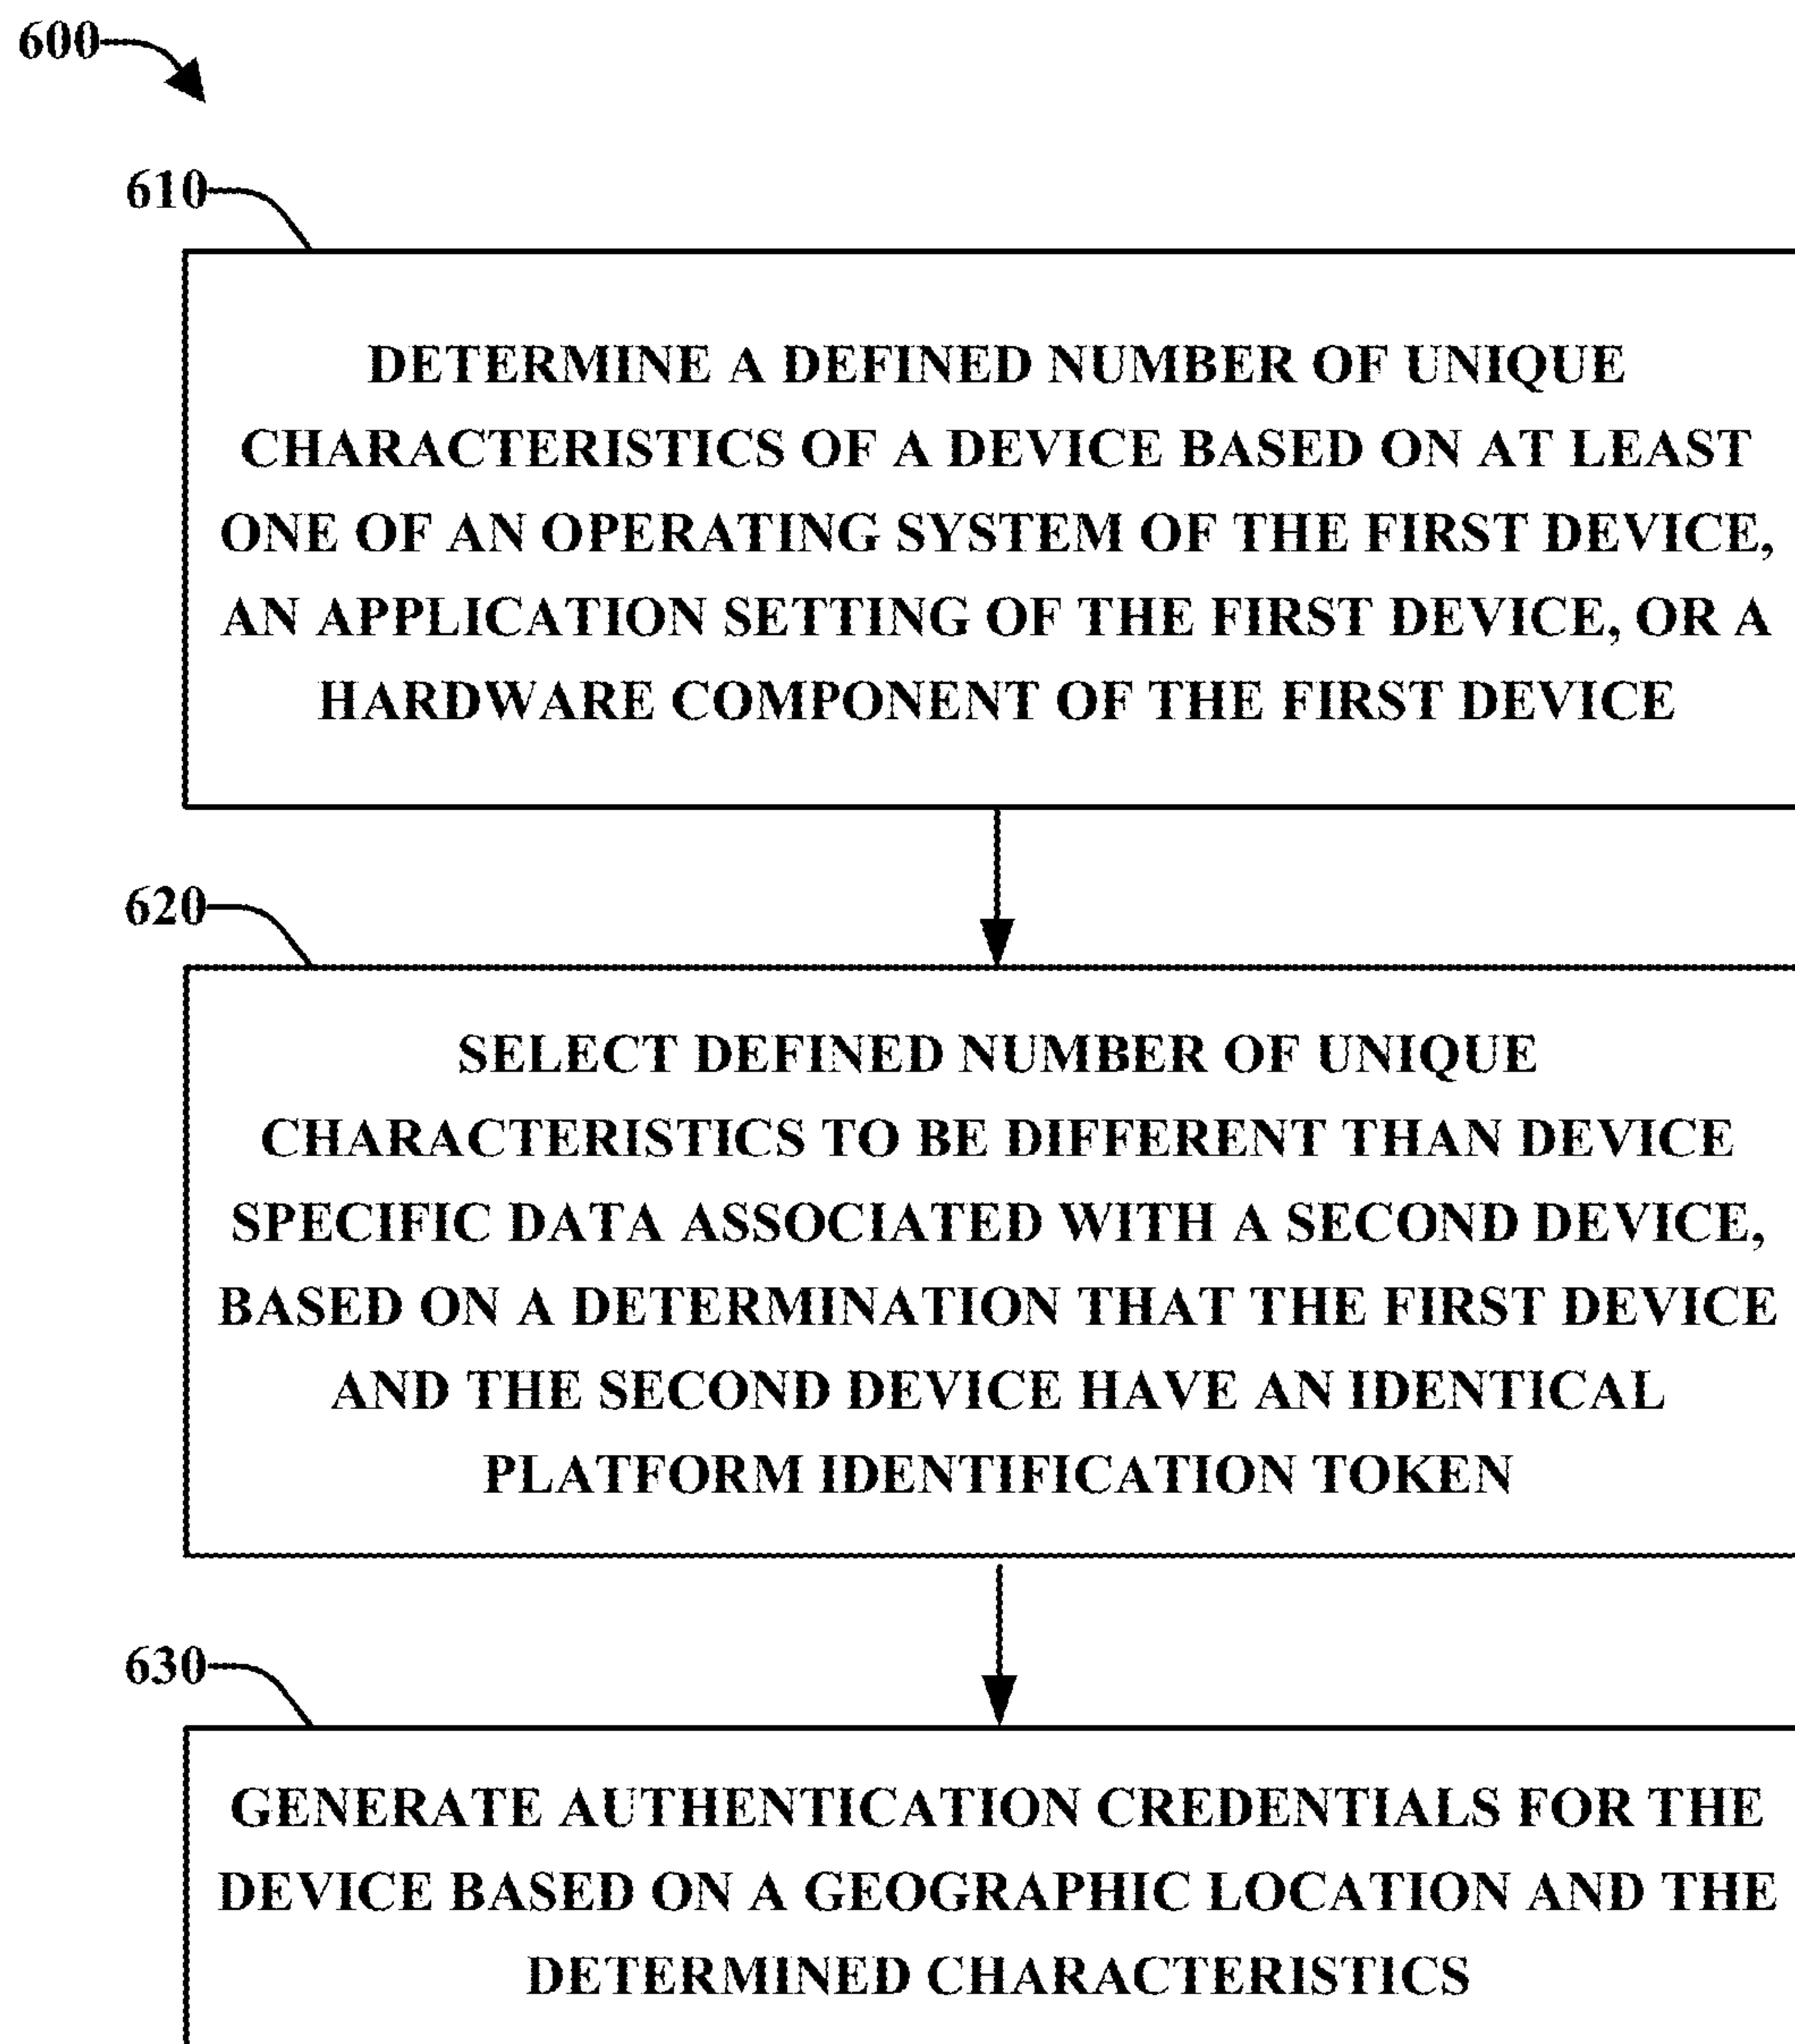 600
610
DETERMINE A DEFINED NUMBER OF UNIQUE
CHARACTERISTICS OF A DEVICE BASED ON AT LEAST
ONE OF AN OPERATING SYSTEM OF THE FIRST DEVICE,
AN APPLICATION SETTING OF THE FIRST DEVICE, OR A
HARDWARE COMPONENT OF THE FIRST DEVICE
620
SELECT DEFINED NUMBER OF UNIQUE
CHARACTERISTICS TO BE DIFFERENT THAN DEVICE
SPECIFIC DATA ASSOCIATED WITH A SECOND DEVICE,
BASED ON A DETERMINATION THAT THE FIRST DEVICE
AND THE SECOND DEVICE HAVE AN IDENTICAL
PLATFORM IDENTIFICATION TOKEN
630
GENERATE AUTHENTICATION CREDENTIALS FOR THE
DEVICE BASED ON A GEOGRAPHIC LOCATION AND THE
DETERMINED CHARACTERISTICS